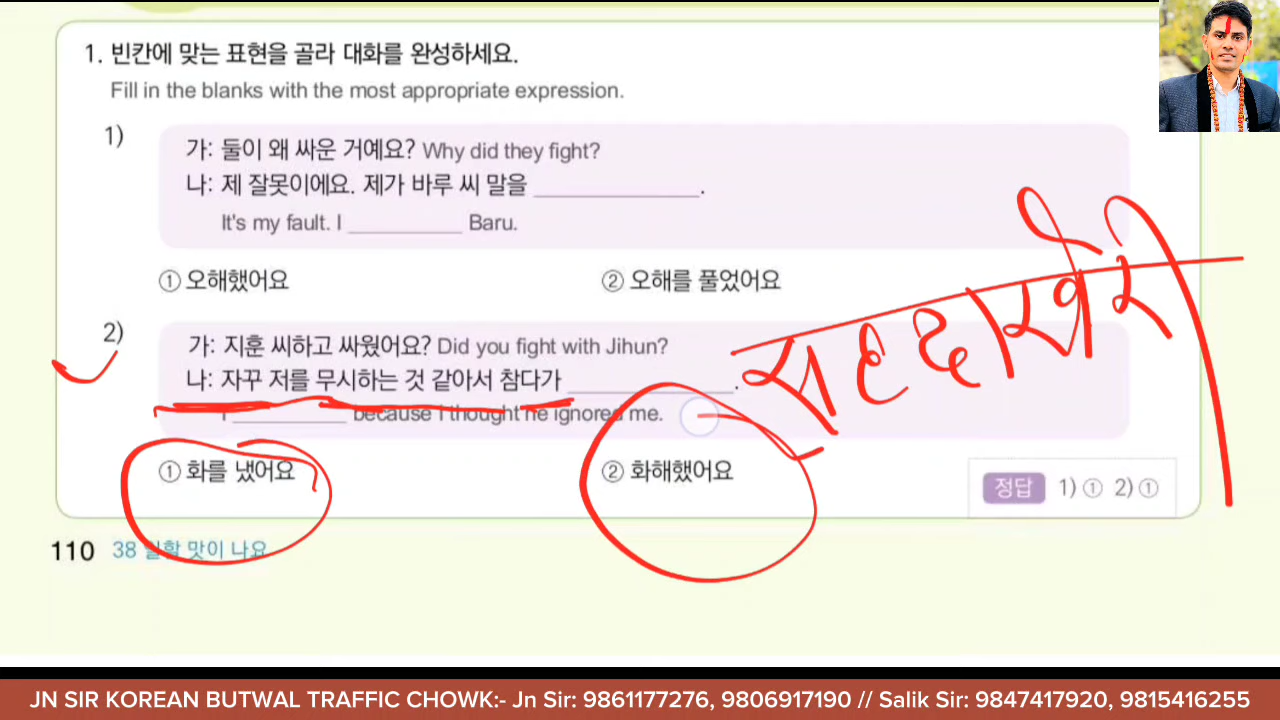 1. 빈칸에 맞는 표현을 골라 대화를 완성하세요.
Fill in the blanks with the most appropriate expression.
1)
가: 둘이 왜 싸운 거예요? Why did they fight?
나: 제 잘못이에요. 제가 바루 씨 말을 ______________.
It's my fault. I __________ Baru.
① 오해했어요 ② 오해를 풀었어요
2)
가: 지훈 씨하고 싸웠어요? Did you fight with Jihun?
나: 자꾸 저를 무시하는 것 같아서 참다가 ______________.
I __________ because I thought he ignored me.
① 화를 냈어요 ② 화해했어요
정답 1) ① 2) ①
110 38 일할 맛이 나요
JN SIR KOREAN BUTWAL TRAFFIC CHOWK:- Jn Sir: 9861177276, 9806917190 // Salik Sir: 9847417920, 9815416255